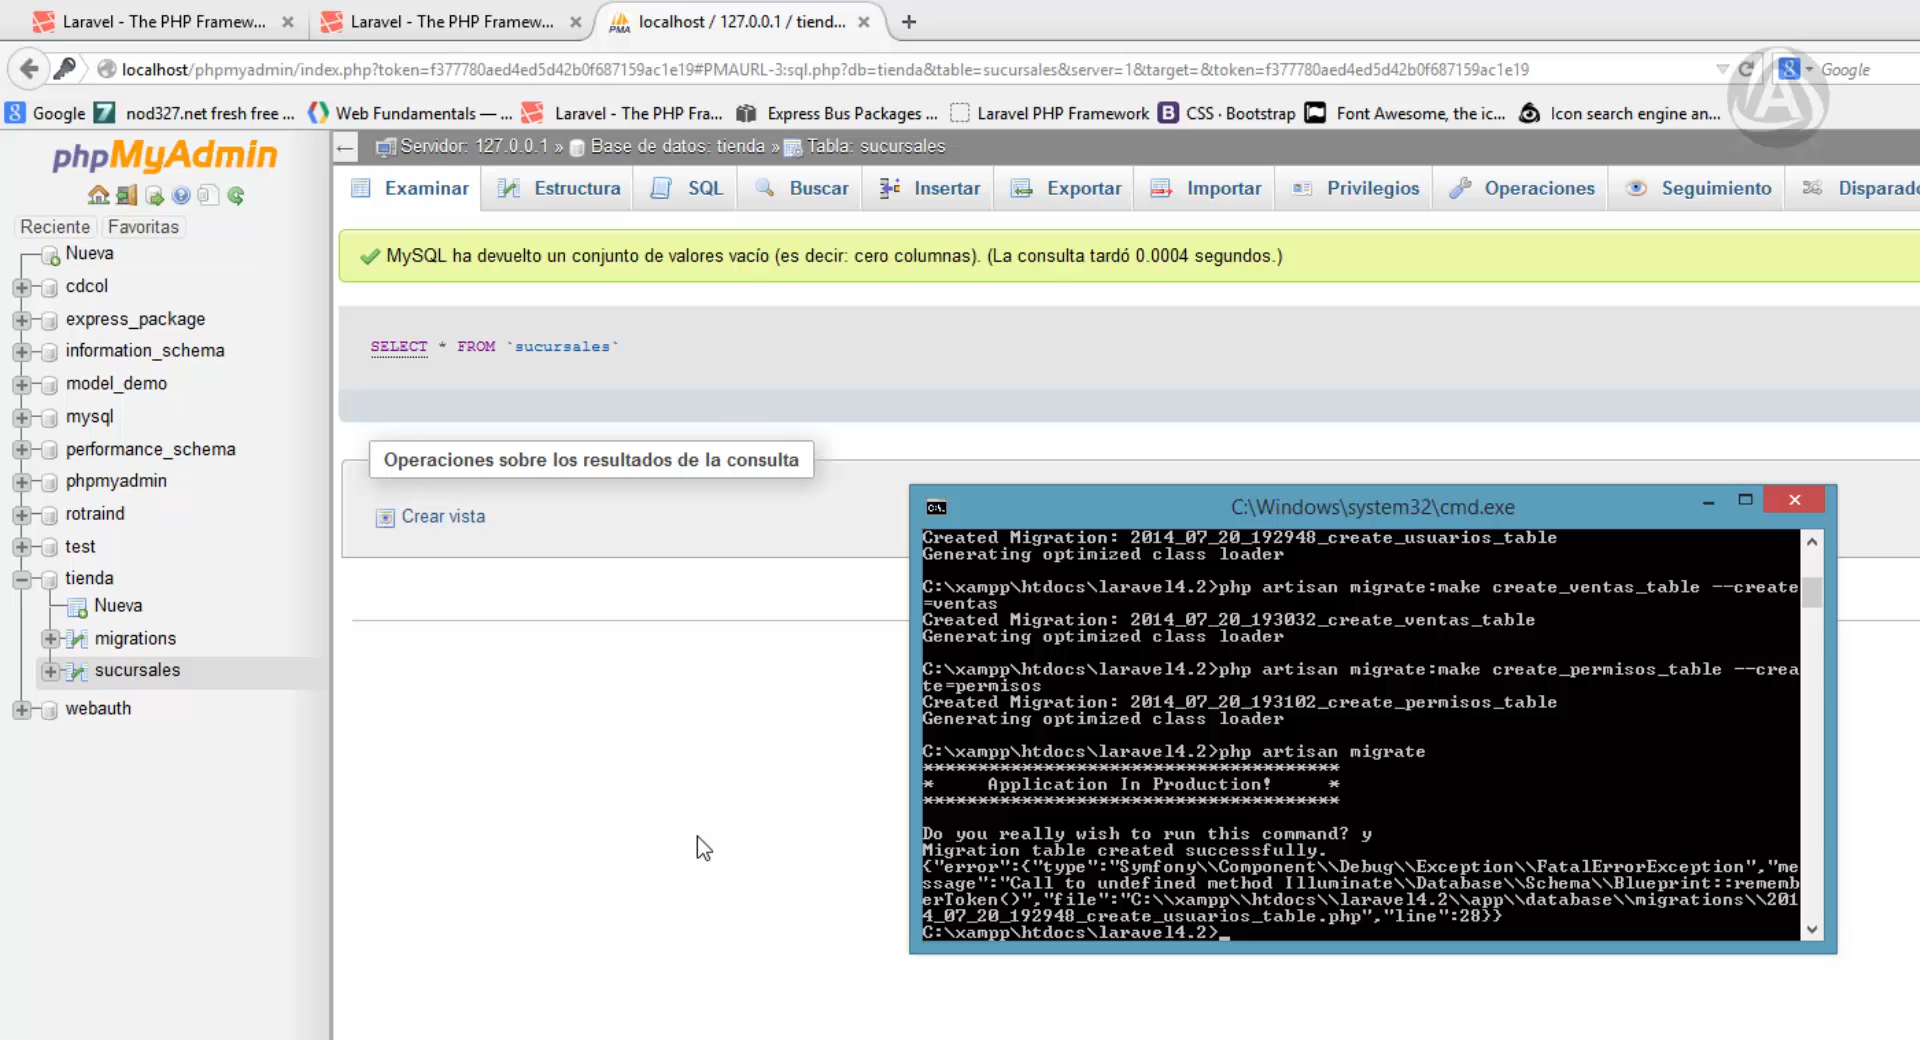 Laravel - The PHP Framew...
Laravel - The PHP Framew...
localhost / 127.0.0.1 / tiend...
localhost/phpmyadmin/index.php?token=f377780aed4ed5d42b0f687159ac1e19#PMAURL-3:sql.php?db=tienda&table=sucursales&server=1&target=&token=f377780aed4ed5d42b0f687159ac1e19
Google
Google
nod327.net fresh free ...
Web Fundamentals — ...
Laravel - The PHP Fra...
Express Bus Packages ...
Laravel PHP Framework
CSS · Bootstrap
Font Awesome, the ic...
Icon search engine an...
phpMyAdmin
Reciente
Favoritas
Nueva
cdcol
express_package
information_schema
model_demo
mysql
performance_schema
phpmyadmin
rotraind
test
tienda
Nueva
migrations
sucursales
webauth
Servidor: 127.0.0.1 » Base de datos: tienda » Tabla: sucursales
Examinar
Estructura
SQL
Buscar
Insertar
Exportar
Importar
Privilegios
Operaciones
Seguimiento
Disparado
MySQL ha devuelto un conjunto de valores vacío (es decir: cero columnas). (La consulta tardó 0.0004 segundos.)
SELECT * FROM `sucursales`
Operaciones sobre los resultados de la consulta
Crear vista
C:\Windows\system32\cmd.exe
Created Migration: 2014_07_20_192948_create_usuarios_table
Generating optimized class loader
C:\xampp\htdocs\laravel4.2>php artisan migrate:make create_ventas_table --create
=ventas
Created Migration: 2014_07_20_193032_create_ventas_table
Generating optimized class loader
C:\xampp\htdocs\laravel4.2>php artisan migrate:make create_permisos_table --crea
te=permisos
Created Migration: 2014_07_20_193102_create_permisos_table
Generating optimized class loader
C:\xampp\htdocs\laravel4.2>php artisan migrate
**************************************
* Application In Production! *
**************************************
Do you really wish to run this command? y
Migration table created successfully.
{"error":{"type":"Symfony\\Component\\Debug\\Exception\\FatalErrorException","me
ssage":"Call to undefined method Illuminate\\Database\\Schema\\Blueprint::rememb
erToken()","file":"C:\\xampp\\htdocs\\laravel4.2\\app\\database\\migrations\\201
4_07_20_192948_create_usuarios_table.php","line":28}}
C:\xampp\htdocs\laravel4.2>_